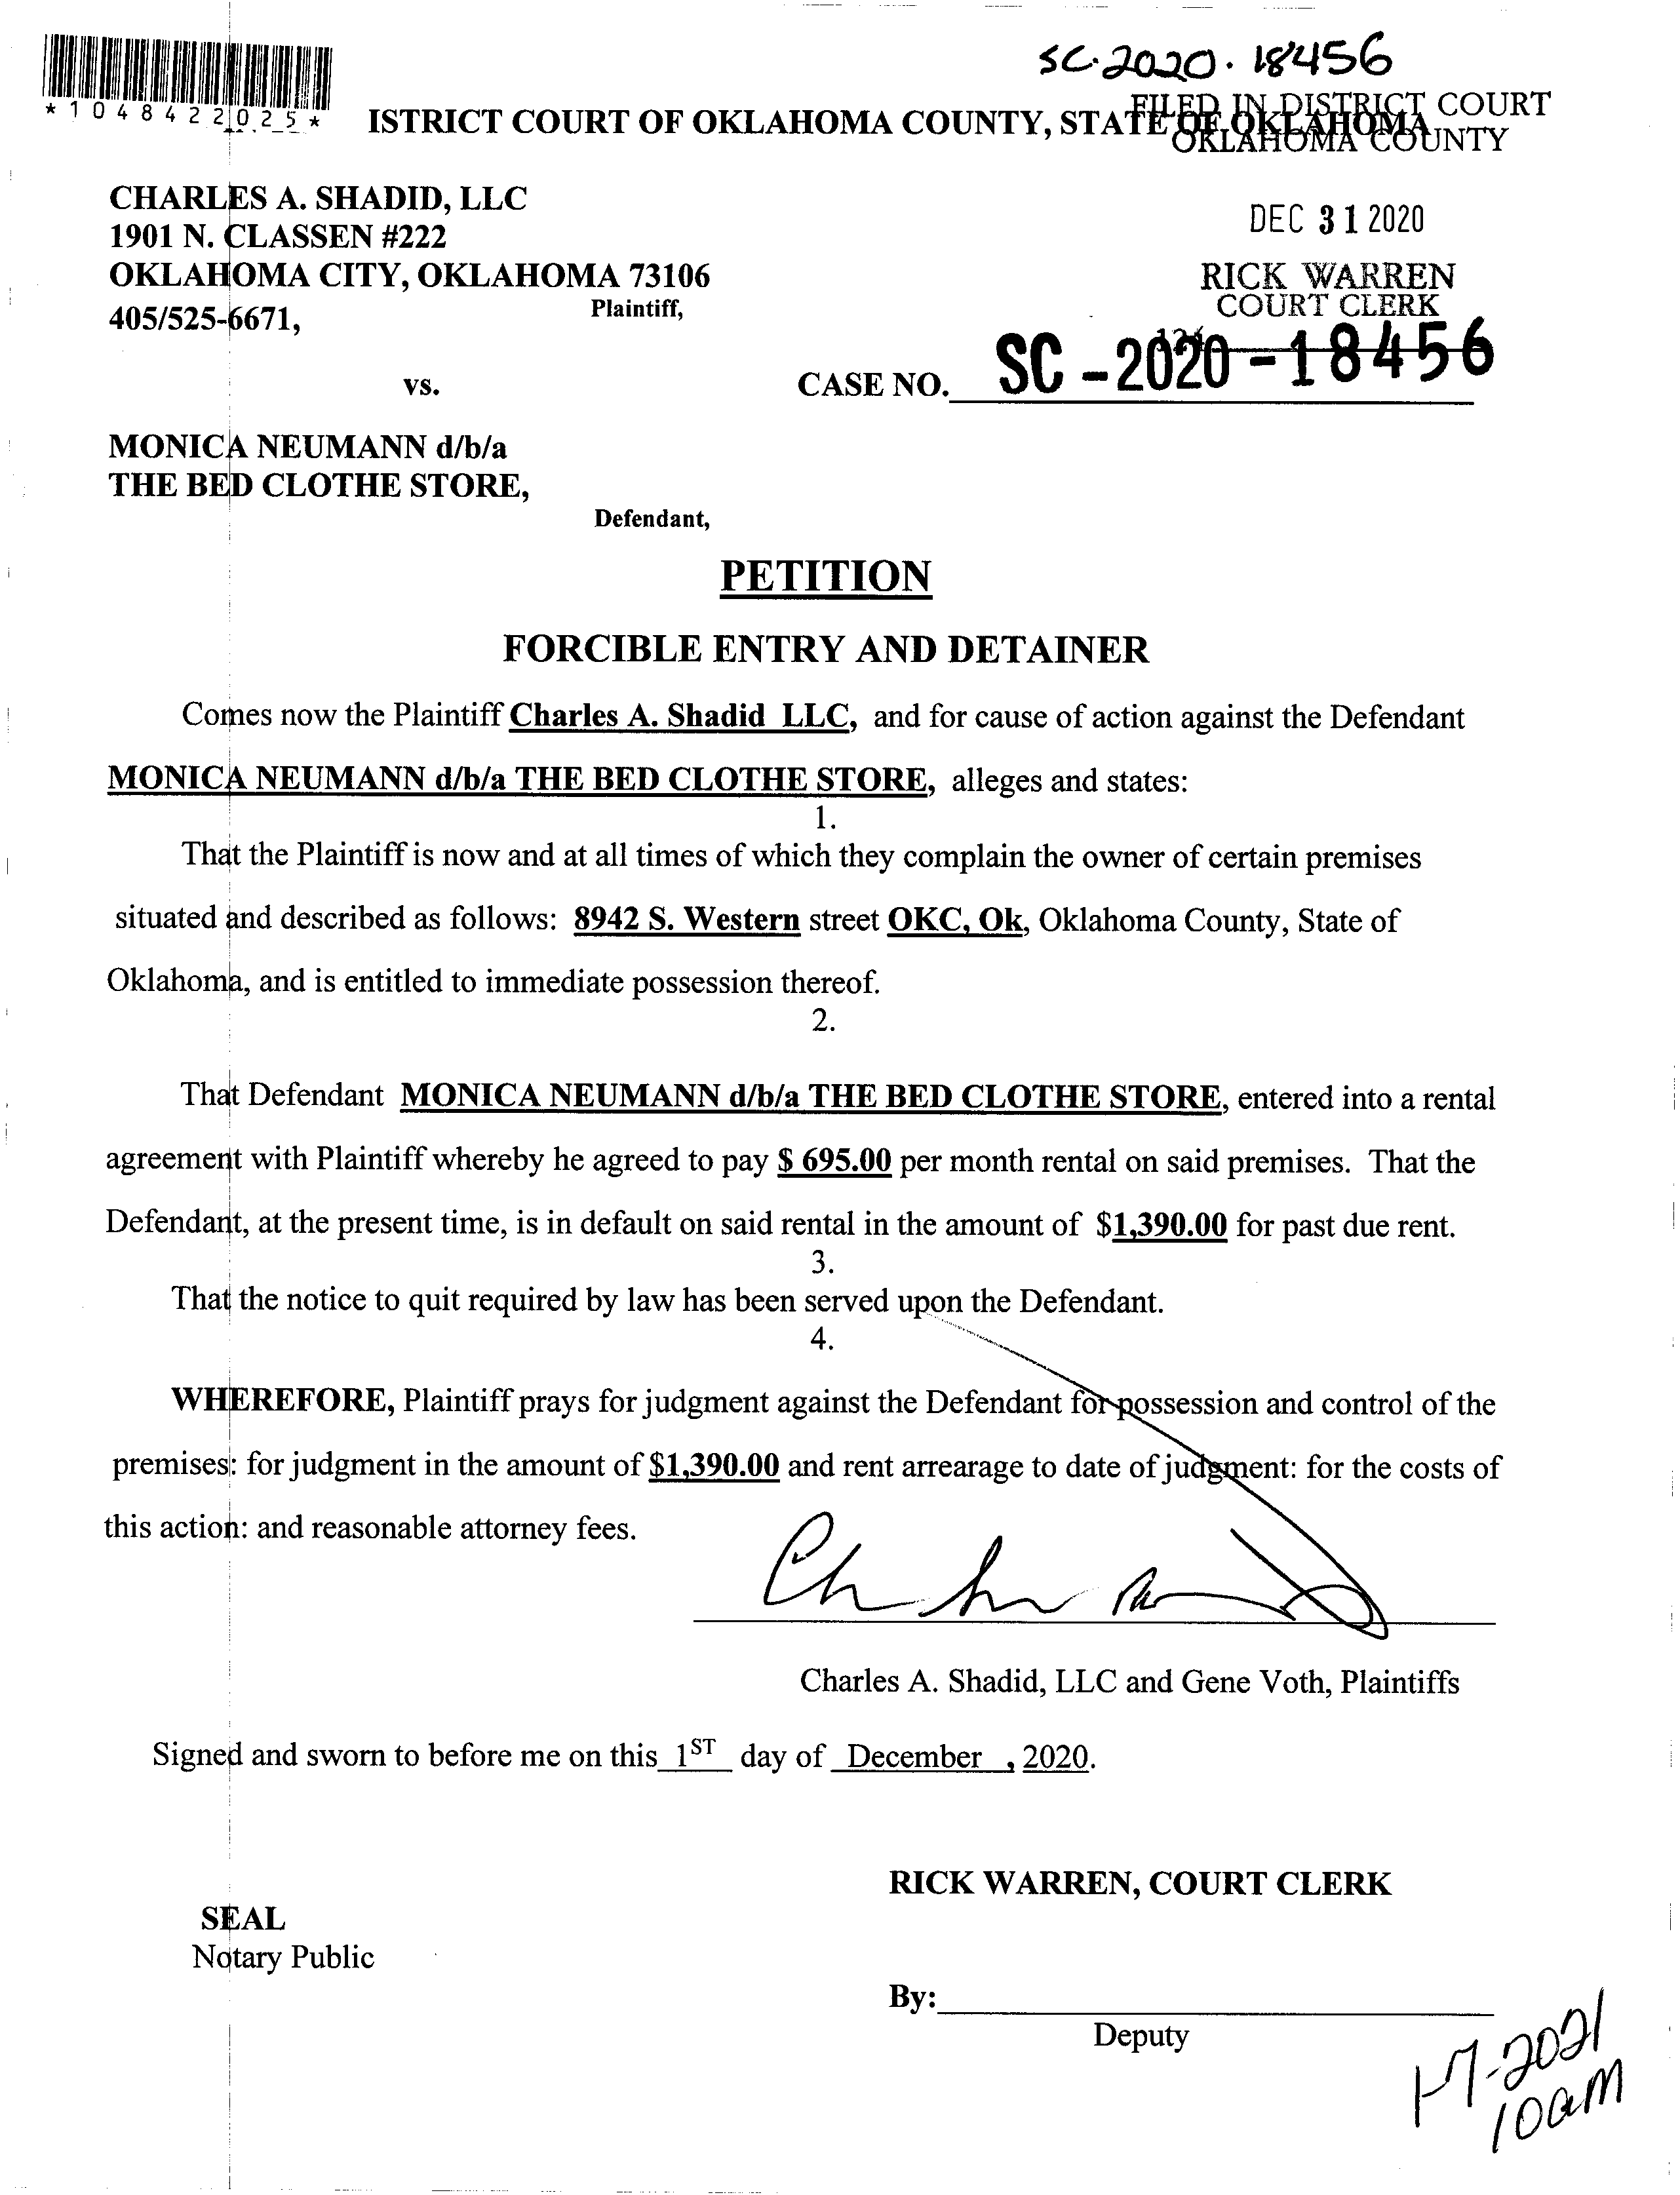 SC-2020-18456
*1048422025*
ISTRICT COURT OF OKLAHOMA COUNTY, STATE OF OKLAHOMA
FILED IN DISTRICT COURT
OKLAHOMA COUNTY
CHARLES A. SHADID, LLC
1901 N. CLASSEN #222
OKLAHOMA CITY, OKLAHOMA 73106
405/525-6671,
Plaintiff,
DEC 31 2020
RICK WARREN
COURT CLERK
vs.
CASE NO. SC-2020-18456
MONICA NEUMANN d/b/a
THE BED CLOTHE STORE,
Defendant,
PETITION
FORCIBLE ENTRY AND DETAINER
Comes now the Plaintiff Charles A. Shadid LLC, and for cause of action against the Defendant
MONICA NEUMANN d/b/a THE BED CLOTHE STORE, alleges and states:
1.
That the Plaintiff is now and at all times of which they complain the owner of certain premises
situated and described as follows: 8942 S. Western street OKC, Ok, Oklahoma County, State of
Oklahoma, and is entitled to immediate possession thereof.
2.
That Defendant MONICA NEUMANN d/b/a THE BED CLOTHE STORE, entered into a rental
agreement with Plaintiff whereby he agreed to pay $ 695.00 per month rental on said premises. That the
Defendant, at the present time, is in default on said rental in the amount of $1,390.00 for past due rent.
3.
That the notice to quit required by law has been served upon the Defendant.
4.
WHEREFORE, Plaintiff prays for judgment against the Defendant for possession and control of the
premises: for judgment in the amount of $1,390.00 and rent arrearage to date of judgment: for the costs of
this action: and reasonable attorney fees.
Charles A. Shadid, LLC and Gene Voth, Plaintiffs
Signed and sworn to before me on this 1ST day of December , 2020.
RICK WARREN, COURT CLERK
SEAL
Notary Public
By:
Deputy
1-7-2021
10am